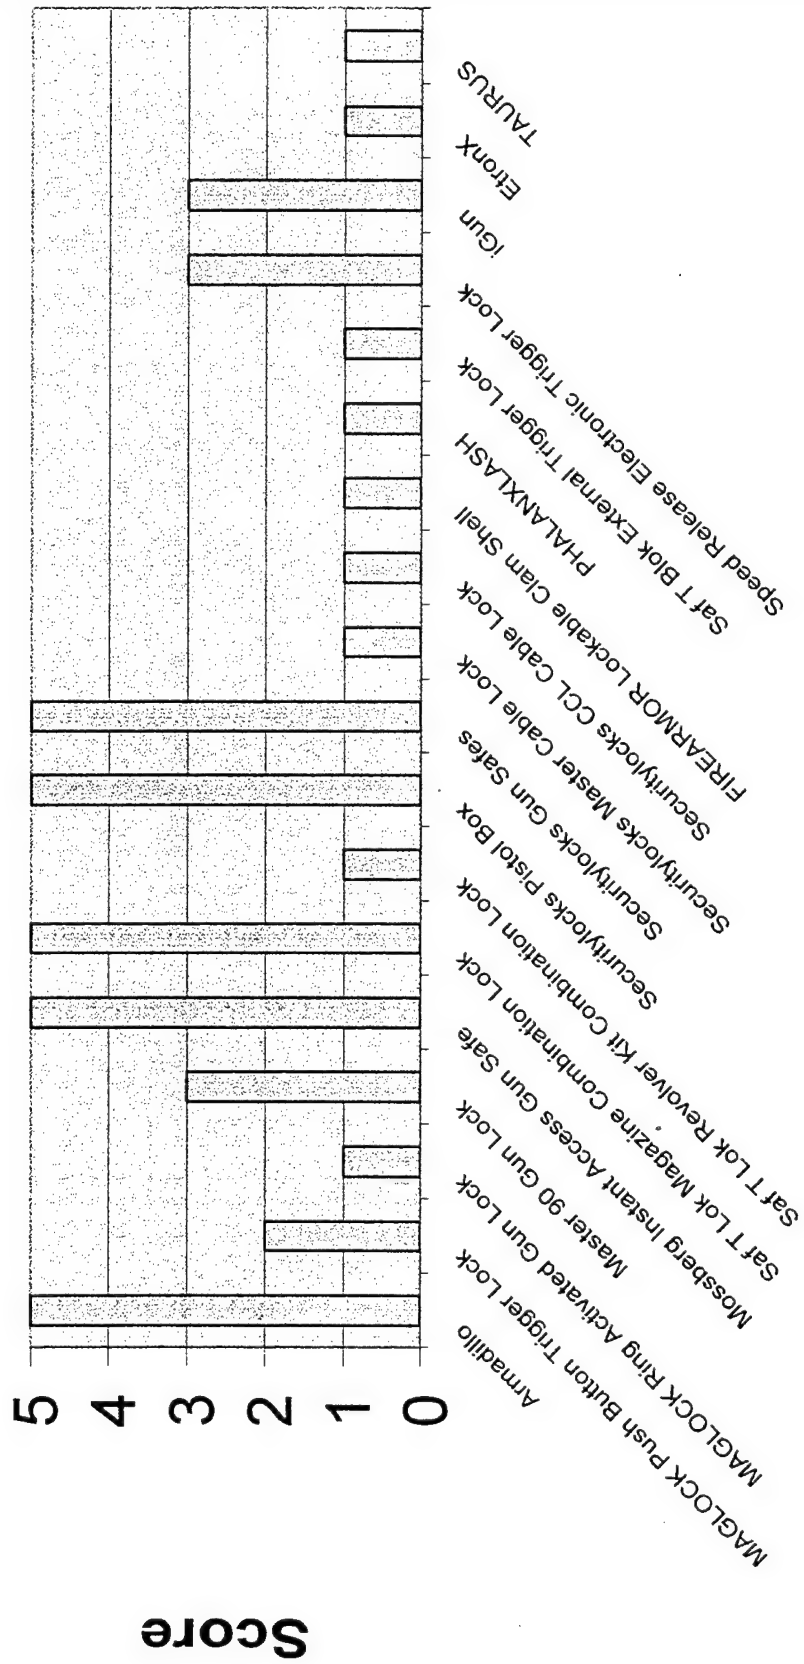 Score
5
4
3
2
1
0
Armadillo
MAGLOCK Push Button Trigger Lock
MAGLOCK Ring Activated Gun Lock
Master 90 Gun Lock
Mossberg Instant Access Gun Safe
Saf T Lok Magazine Combination Lock
Saf T Lok Revolver Kit Combination Lock
Securitylocks Pistol Box
Securitylocks Gun Safes
Securitylocks Master Cable Lock
Securitylocks CCL Cable Lock
FIREARMOR Lockable Clam Shell
PHALANXLASH
Saf T Blok External Trigger Lock
Speed Release Electronic Trigger Lock
iGun
EtronX
TAURUS